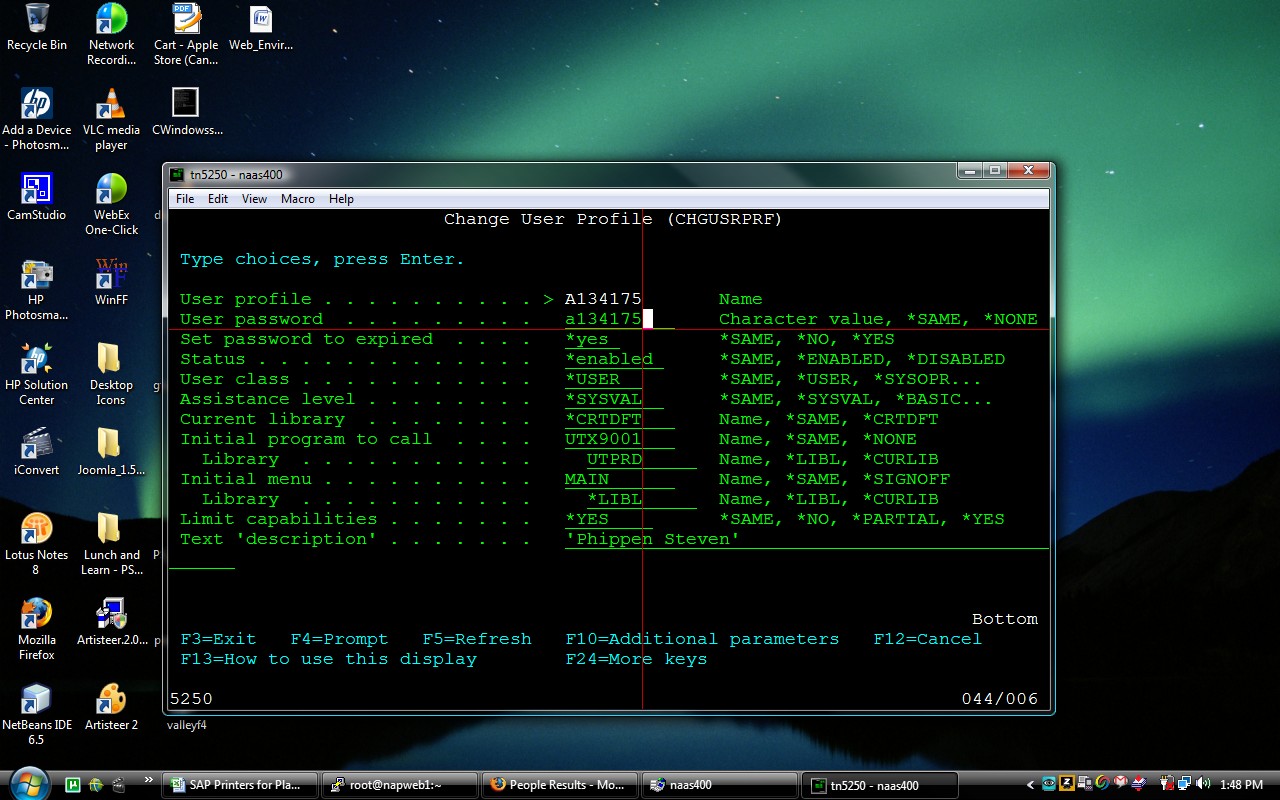 Recycle Bin
Network Recordi...
Cart - Apple Store (Can...
Web_Envir...
Add a Device - Photosm...
VLC media player
CWindowss...
CamStudio
WebEx One-Click
HP Photosma...
WinFF
HP Solution Center
Desktop Icons
iConvert
Joomla_1.5...
Lotus Notes 8
Lunch and Learn - PS...
Mozilla Firefox
Artisteer.2.0...
NetBeans IDE 6.5
Artisteer 2
valleyf4
tn5250 - naas400
File Edit View Macro Help
Change User Profile (CHGUSRPRF)
Type choices, press Enter.
User profile . . . . . . . . . . > A134175 Name
User password . . . . . . . . . a134175 Character value, *SAME, *NONE
Set password to expired . . . . *yes *SAME, *NO, *YES
Status . . . . . . . . . . . . . *enabled *SAME, *ENABLED, *DISABLED
User class . . . . . . . . . . . *USER *SAME, *USER, *SYSOPR...
Assistance level . . . . . . . . *SYSVAL *SAME, *SYSVAL, *BASIC...
Current library . . . . . . . . *CRTDFT Name, *SAME, *CRTDFT
Initial program to call . . . . UTX9001 Name, *SAME, *NONE
Library . . . . . . . . . . . UTPRD Name, *LIBL, *CURLIB
Initial menu . . . . . . . . . . MAIN Name, *SAME, *SIGNOFF
Library . . . . . . . . . . . *LIBL Name, *LIBL, *CURLIB
Limit capabilities . . . . . . . *YES *SAME, *NO, *PARTIAL, *YES
Text 'description' . . . . . . . 'Phippen Steven'
Bottom
F3=Exit F4=Prompt F5=Refresh F10=Additional parameters F12=Cancel
F13=How to use this display F24=More keys
5250 044/006
SAP Printers for Pla...
root@napweb1:~
People Results - Mo...
naas400
tn5250 - naas400
1:48 PM